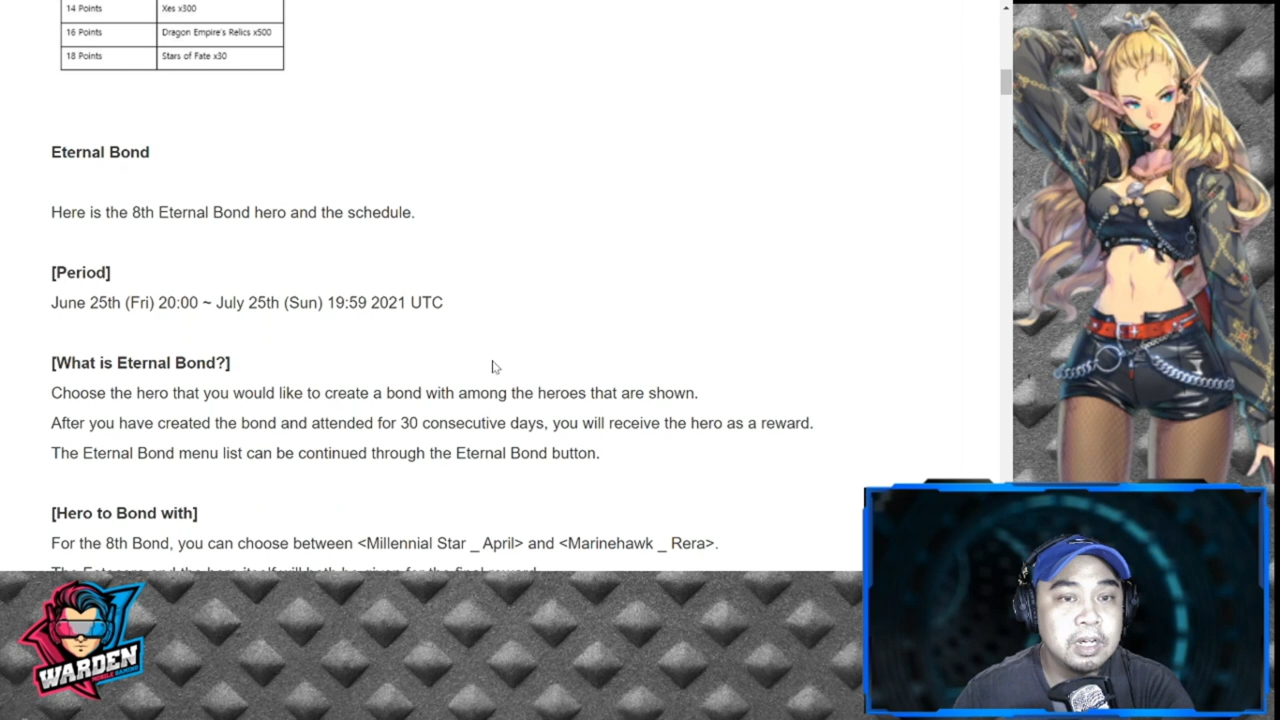 14 Points Xes x300
16 Points Dragon Empire's Relics x500
18 Points Stars of Fate x30
Eternal Bond
Here is the 8th Eternal Bond hero and the schedule.
[Period]
June 25th (Fri) 20:00 ~ July 25th (Sun) 19:59 2021 UTC
[What is Eternal Bond?]
Choose the hero that you would like to create a bond with among the heroes that are shown.
After you have created the bond and attended for 30 consecutive days, you will receive the hero as a reward.
The Eternal Bond menu list can be continued through the Eternal Bond button.
[Hero to Bond with]
For the 8th Bond, you can choose between <Millennial Star _ April> and <Marinehawk _ Rera>.
WARDEN
MOBILE GAMING